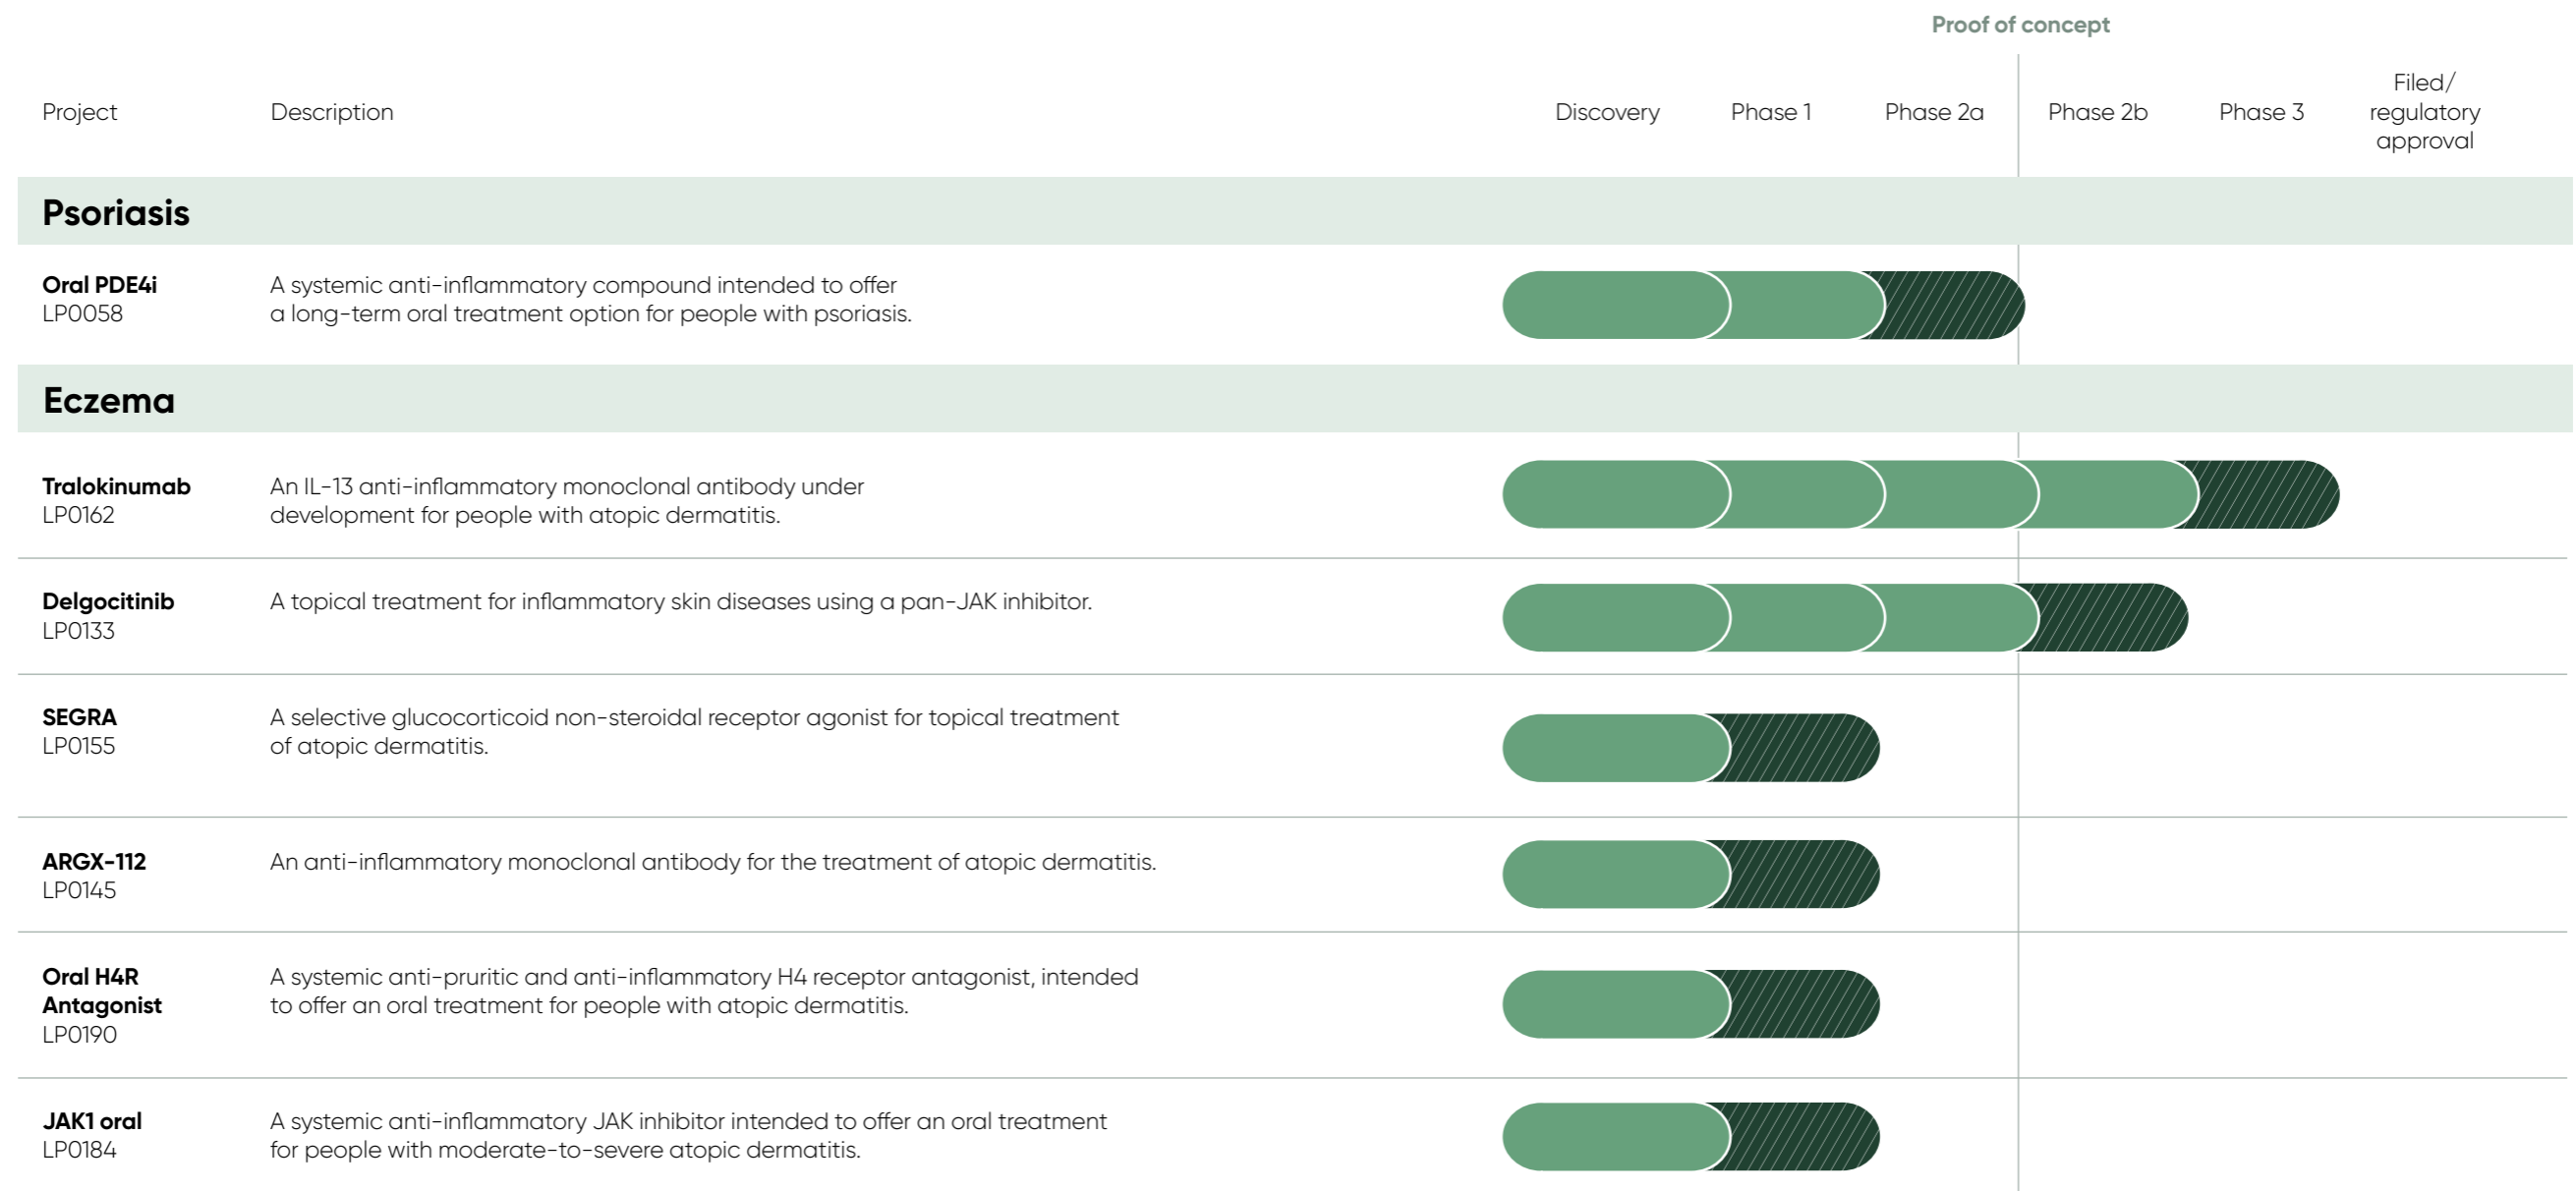 Proof of concept
Project
Description
Discovery
Phase 1
Phase 2a
Phase 2b
Phase 3
Filed/
regulatory
approval
Psoriasis
Oral PDE4i
LP0058
A systemic anti-inflammatory compound intended to offer
a long-term oral treatment option for people with psoriasis.
Eczema
Tralokinumab
LP0162
An IL-13 anti-inflammatory monoclonal antibody under
development for people with atopic dermatitis.
Delgocitinib
LP0133
A topical treatment for inflammatory skin diseases using a pan-JAK inhibitor.
SEGRA
LP0155
A selective glucocorticoid non-steroidal receptor agonist for topical treatment
of atopic dermatitis.
ARGX-112
LP0145
An anti-inflammatory monoclonal antibody for the treatment of atopic dermatitis.
Oral H4R
Antagonist
LP0190
A systemic anti-pruritic and anti-inflammatory H4 receptor antagonist, intended
to offer an oral treatment for people with atopic dermatitis.
JAK1 oral
LP0184
A systemic anti-inflammatory JAK inhibitor intended to offer an oral treatment
for people with moderate-to-severe atopic dermatitis.